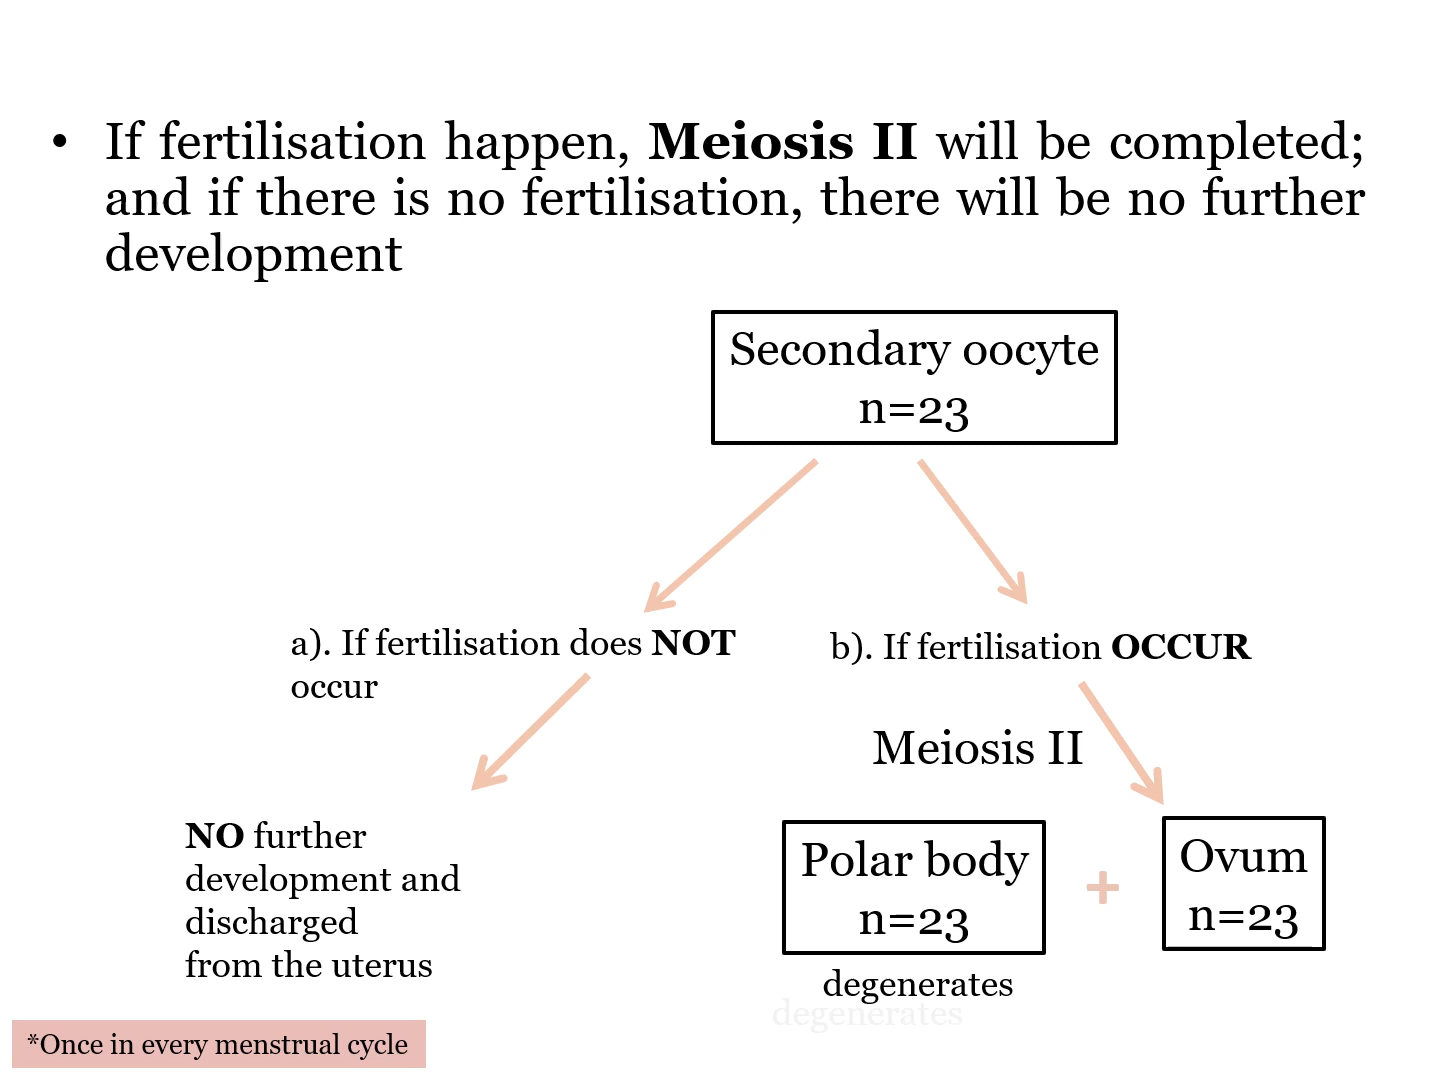 • If fertilisation happen, Meiosis II will be completed;
and if there is no fertilisation, there will be no further
development
Secondary oocyte
n=23
a). If fertilisation does NOT
occur
b). If fertilisation OCCUR
Meiosis II
NO further
development and
discharged
from the uterus
Polar body
n=23
+
Ovum
n=23
degenerates
degenerates
*Once in every menstrual cycle